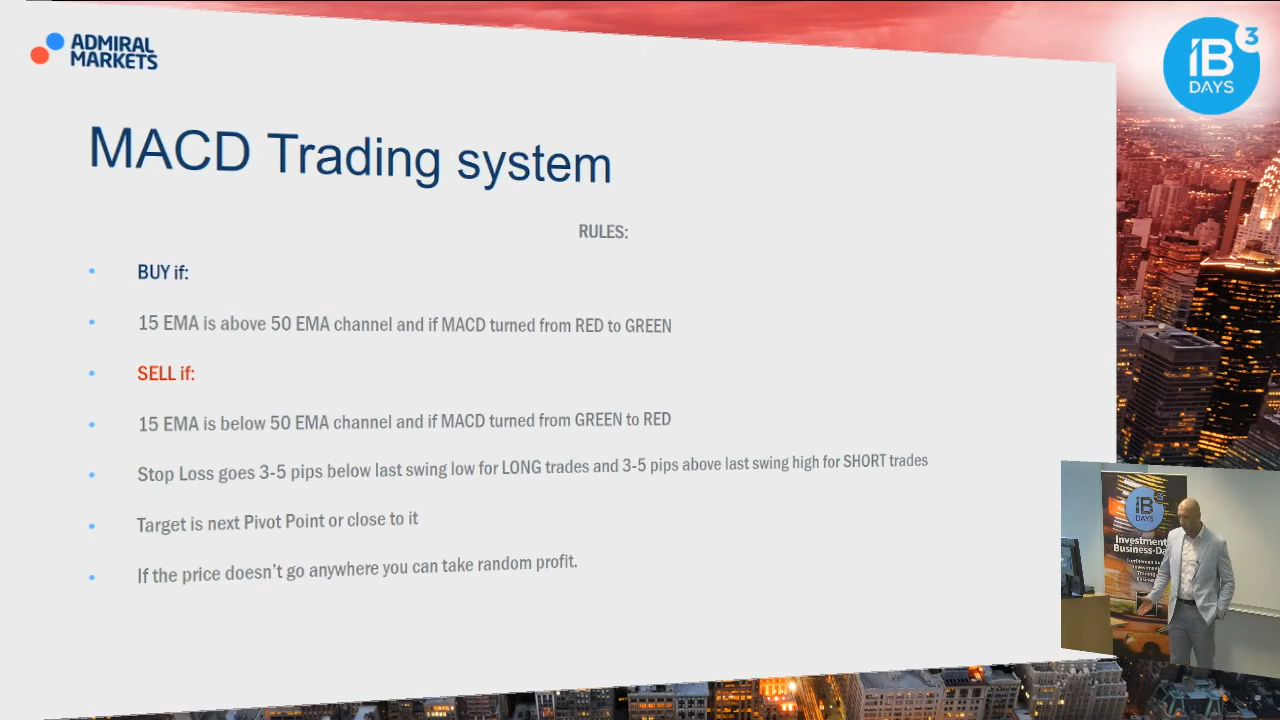 ADMIRAL
MARKETS
iB 3
DAYS
MACD Trading system
RULES:
• BUY if:
• 15 EMA is above 50 EMA channel and if MACD turned from RED to GREEN
• SELL if:
• 15 EMA is below 50 EMA channel and if MACD turned from GREEN to RED
• Stop Loss goes 3-5 pips below last swing low for LONG trades and 3-5 pips above last swing high for SHORT trades
• Target is next Pivot Point or close to it
• If the price doesn't go anywhere you can take random profit.
iB 3
DAYS
Investment